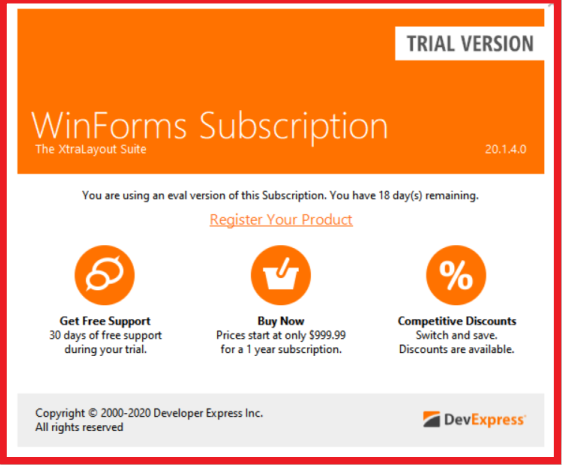 TRIAL VERSION
WinForms Subscription
The XtraLayout Suite
20.1.4.0
You are using an eval version of this Subscription. You have 18 day(s) remaining.
Register Your Product
Get Free Support
30 days of free support
during your trial.
Buy Now
Prices start at only $999.99
for a 1 year subscription.
%
Competitive Discounts
Switch and save.
Discounts are available.
Copyright © 2000-2020 Developer Express Inc.
All rights reserved
DevExpress